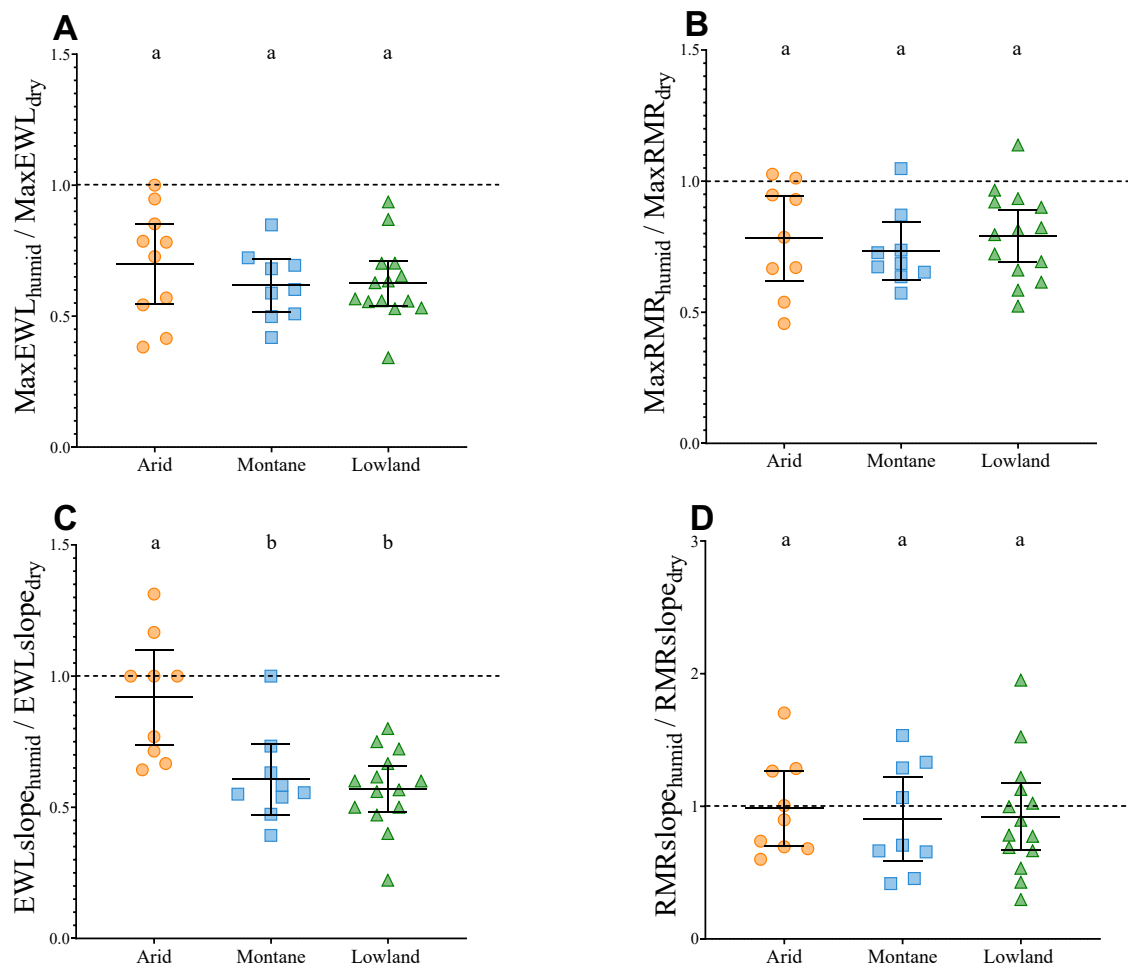 A
a a a
MaxEWLhumid / MaxEWLdry
1.5
1.0
0.5
0.0
Arid Montane Lowland
B
a a a
MaxRMRhumid / MaxRMRdry
1.5
1.0
0.5
0.0
Arid Montane Lowland
C
a b b
EWLslopehumid / EWLslopedry
1.5
1.0
0.5
0.0
Arid Montane Lowland
D
a a a
RMRslopehumid / RMRslopedry
3
2
1
0
Arid Montane Lowland